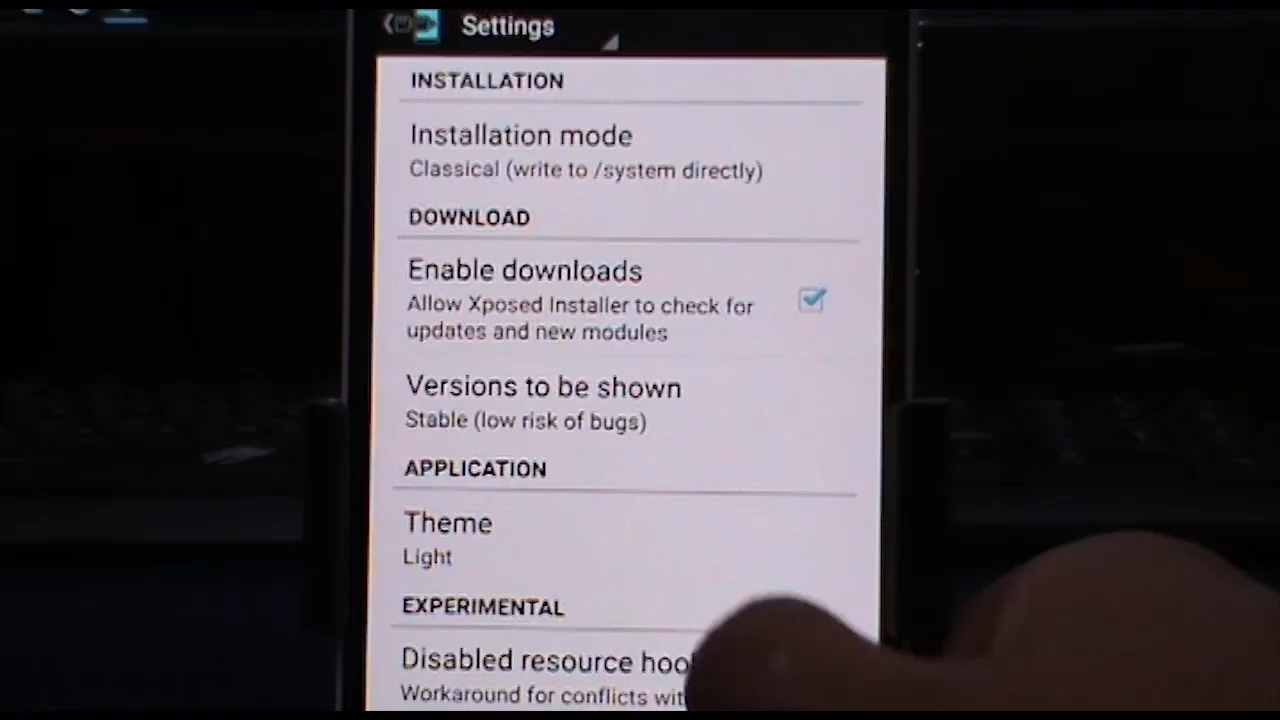 Settings
INSTALLATION
Installation mode
Classical (write to /system directly)
DOWNLOAD
Enable downloads
Allow Xposed Installer to check for
updates and new modules
Versions to be shown
Stable (low risk of bugs)
APPLICATION
Theme
Light
EXPERIMENTAL
Disabled resource
Workaround for conflicts